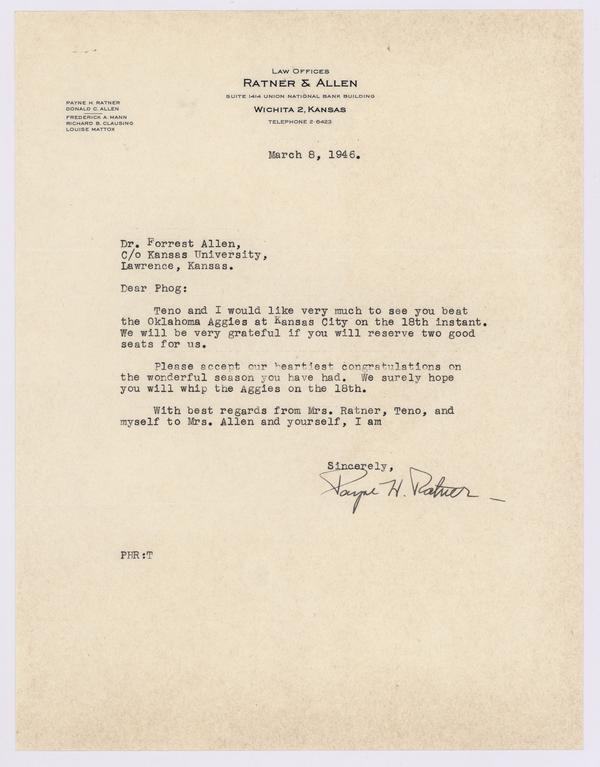 LAW OFFICES
RATNER & ALLEN
SUITE 1414 UNION NATIONAL BANK BUILDING
WICHITA 2, KANSAS
TELEPHONE 2-6423
PAYNE H. RATNER
DONALD C. ALLEN
FREDERICK A. MANN
RICHARD B. CLAUSING
LOUISE MATTOX
March 8, 1946.
Dr. Forrest Allen,
C/o Kansas University,
Lawrence, Kansas.
Dear Phog:
Teno and I would like very much to see you beat
the Oklahoma Aggies at Kansas City on the 18th instant.
We will be very grateful if you will reserve two good
seats for us.
Please accept our heartiest congratulations on
the wonderful season you have had. We surely hope
you will whip the Aggies on the 18th.
With best regards from Mrs. Ratner, Teno, and
myself to Mrs. Allen and yourself, I am
Sincerely,
Payne H. Ratner
PHR:T